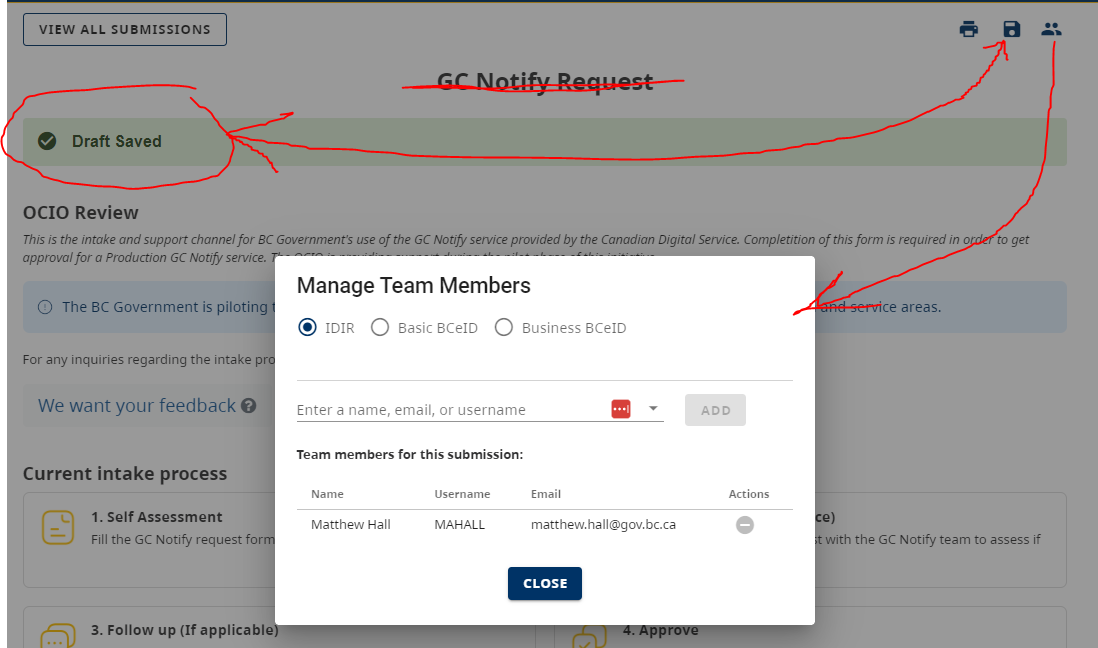 VIEW ALL SUBMISSIONS
GC Notify Request
Draft Saved
OCIO Review
This is the intake and support channel for BC Government's use of the GC Notify service provided by the Canadian Digital Service. Completition of this form is required in order to get
approval for a Production GC Notify service. The OCIO is providing support during the pilot phase of this initiative.
The BC Government is piloting t
and service areas.
For any inquiries regarding the intake pro
We want your feedback
Manage Team Members
IDIR Basic BCeID Business BCeID
Enter a name, email, or username
ADD
Team members for this submission:
Name Username Email Actions
Matthew Hall MAHALL matthew.hall@gov.bc.ca
CLOSE
Current intake process
1. Self Assessment
Fill the GC Notify request form
ce)
st with the GC Notify team to assess if
3. Follow up (If applicable)
4. Approve